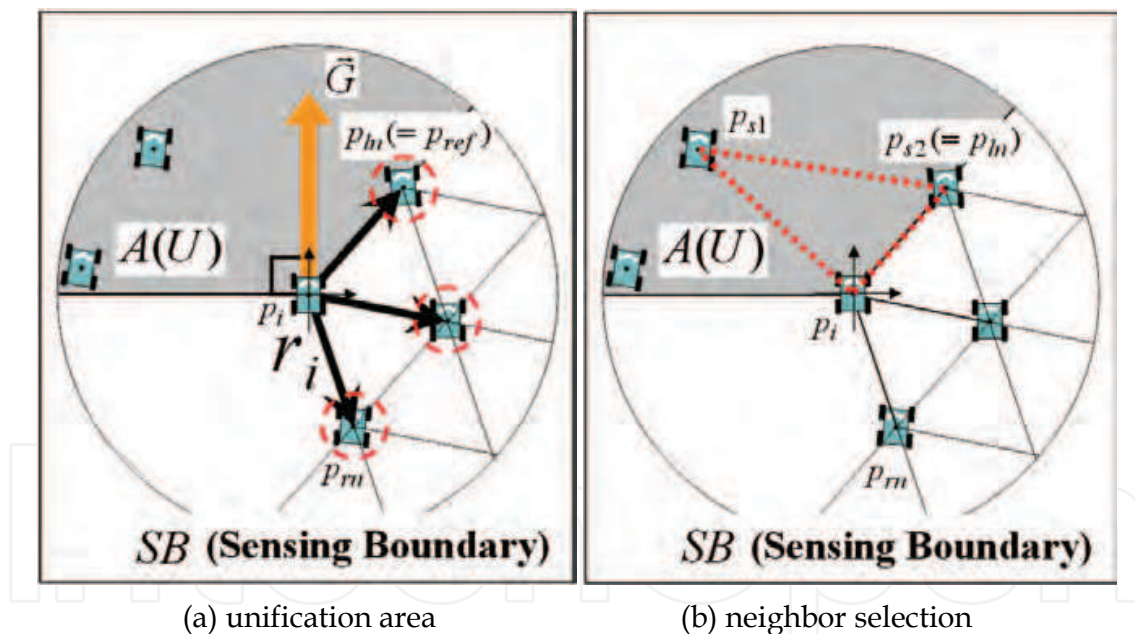 G⃗
p_ln(= p_ref)
A(U)
p_i
r_i
p_rn
SB (Sensing Boundary)
(a) unification area
p_s1
p_s2(= p_ln)
A(U)
p_i
p_rn
SB (Sensing Boundary)
(b) neighbor selection